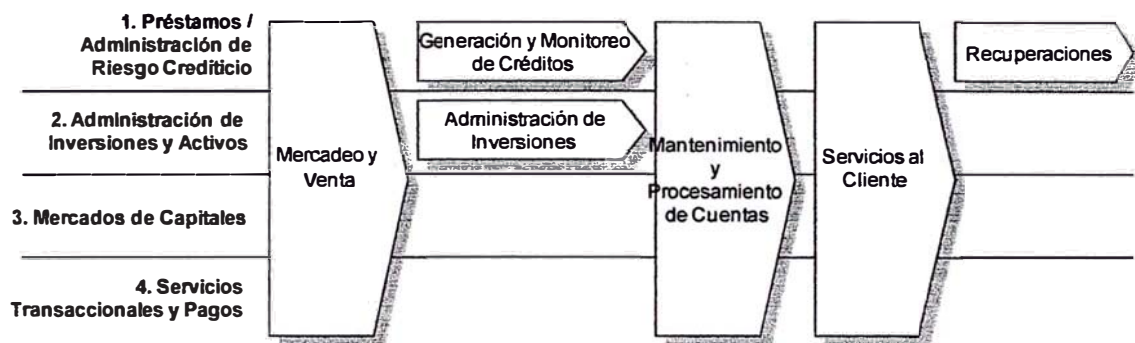 1. Préstamos /
Administración de
Riesgo Crediticio
2. Administración de
Inversiones y Activos
3. Mercados de Capitales
4. Servicios
Transaccionales y Pagos
Mercadeo y
Venta
Generación y Monitoreo
de Créditos
Administración de
Inversiones
Mantenimiento
y
Procesamiento
de Cuentas
Servicios al
Cliente
Recuperaciones